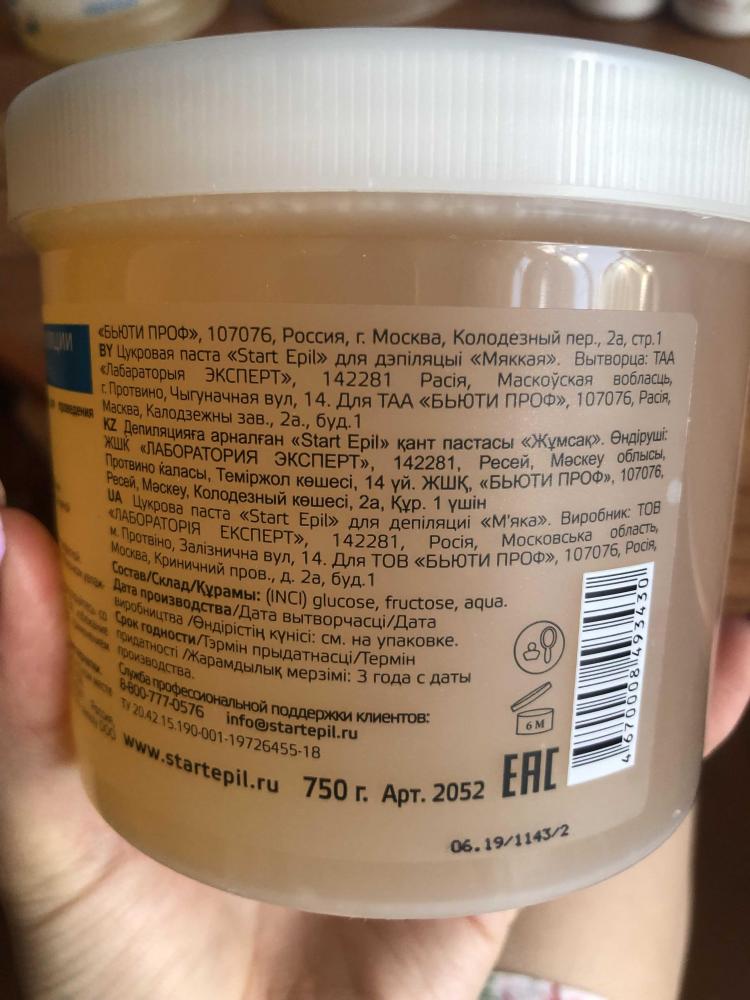 «БЬЮТИ ПРОФ», 107076, Россия, г. Москва, Колодезный пер., 2а, стр.1
BY Цукровая паста «Start Epil» для дэпіляцыі «Мяккая». Вытворца: ТАА
«Лабараторыя ЭКСПЕРТ», 142281 Расія, Маскоўская вобласць,
г. Протвино, Чыгуначная вул, 14. Для ТАА «БЬЮТИ ПРОФ», 107076, Расія,
Масква, Калодзежны зав., 2а., буд.1
KZ Депиляцияға арналған «Start Epil» қант пастасы «Жұмсақ». Өндіруші:
ЖШК «ЛАБОРАТОРИЯ ЭКСПЕРТ», 142281, Ресей, Мәскеу облысы,
Протвино қаласы, Теміржол көшесі, 14 үй. ЖШҚ, «БЬЮТИ ПРОФ», 107076,
Ресей, Мәскеу, Колодезный көшесі, 2а, Құр. 1 үшін
UA Цукрова паста «Start Epil» для депіляциі «М'яка». Виробник: ТОВ
«ЛАБОРАТОРІЯ ЕКСПЕРТ», 142281, Росія, Московська область,
м. Протвіно, Залізнична вул, 14. Для ТОВ «БЬЮТИ ПРОФ», 107076, Росія,
Москва, Криничний пров., д. 2а, буд.1
Состав/Склад/Құрамы: (INCI) glucose, fructose, aqua.
Дата производства/Дата вытворчасці/Дата
виробництва /Өндірістің күнісі: см. на упаковке.
Срок годности/Тэрмін прыдатнасці/Термін
придатності /Жарамдылық мерзімі: 3 года с даты
производства.
Служба профессиональной поддержки клиентов:
8-800-777-0576 info@startepil.ru
ТУ 20.42.15.190-001-19726455-18
www.startepil.ru 750 г. Арт. 2052
6 М
EAC
4 670008 493430
06.19/1143/2
проведения